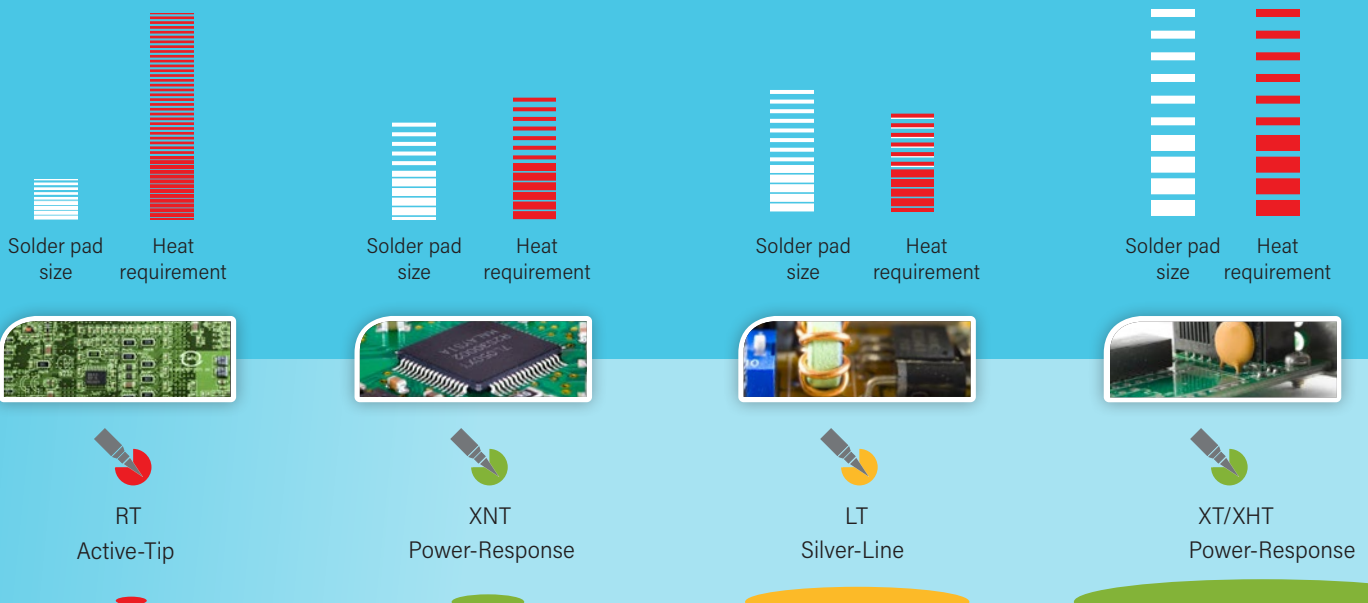 Solder pad
size
Heat
requirement
Solder pad
size
Heat
requirement
Solder pad
size
Heat
requirement
Solder pad
size
Heat
requirement
RT
Active-Tip
XNT
Power-Response
LT
Silver-Line
XT/XHT
Power-Response